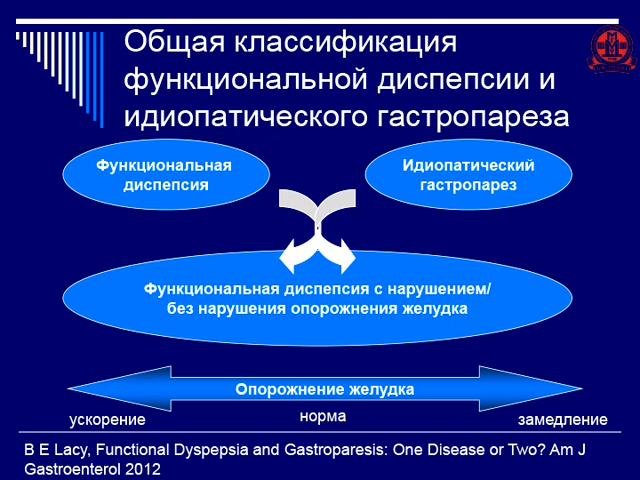 Общая классификация
функциональной диспепсии и
идиопатического гастропареза
Функциональная
диспепсия
Идиопатический
гастропарез
Функциональная диспепсия с нарушением/
без нарушения опорожнения желудка
Опорожнение желудка
ускорение
норма
замедление
B E Lacy, Functional Dyspepsia and Gastroparesis: One Disease or Two? Am J
Gastroenterol 2012